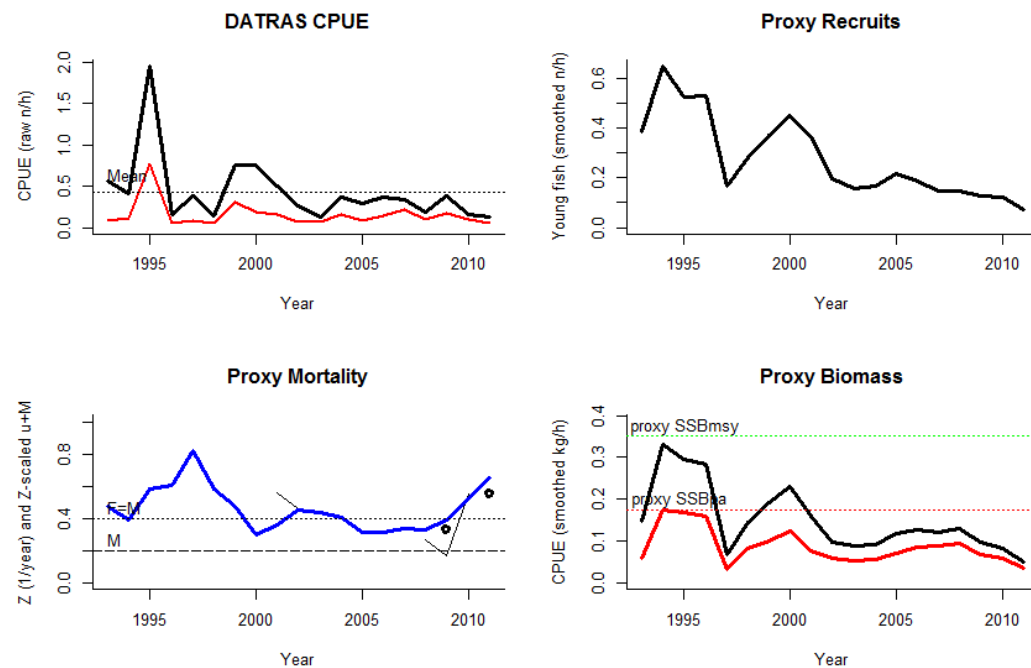 DATRAS CPUE
CPUE (raw n/h)
2.0
1.5
1.0
0.5
0.0
Mean
1995 2000 2005 2010
Year
Proxy Recruits
Young fish (smoothed n/h)
0.6
0.4
0.2
0.0
1995 2000 2005 2010
Year
Proxy Mortality
Z (1/year) and Z-scaled u+M
0.8
0.4
0.0
F=M
M
1995 2000 2005 2010
Year
Proxy Biomass
CPUE (smoothed kg/h)
0.4
0.3
0.2
0.1
0.0
proxy SSBmsy
proxy SSBpa
1995 2000 2005 2010
Year